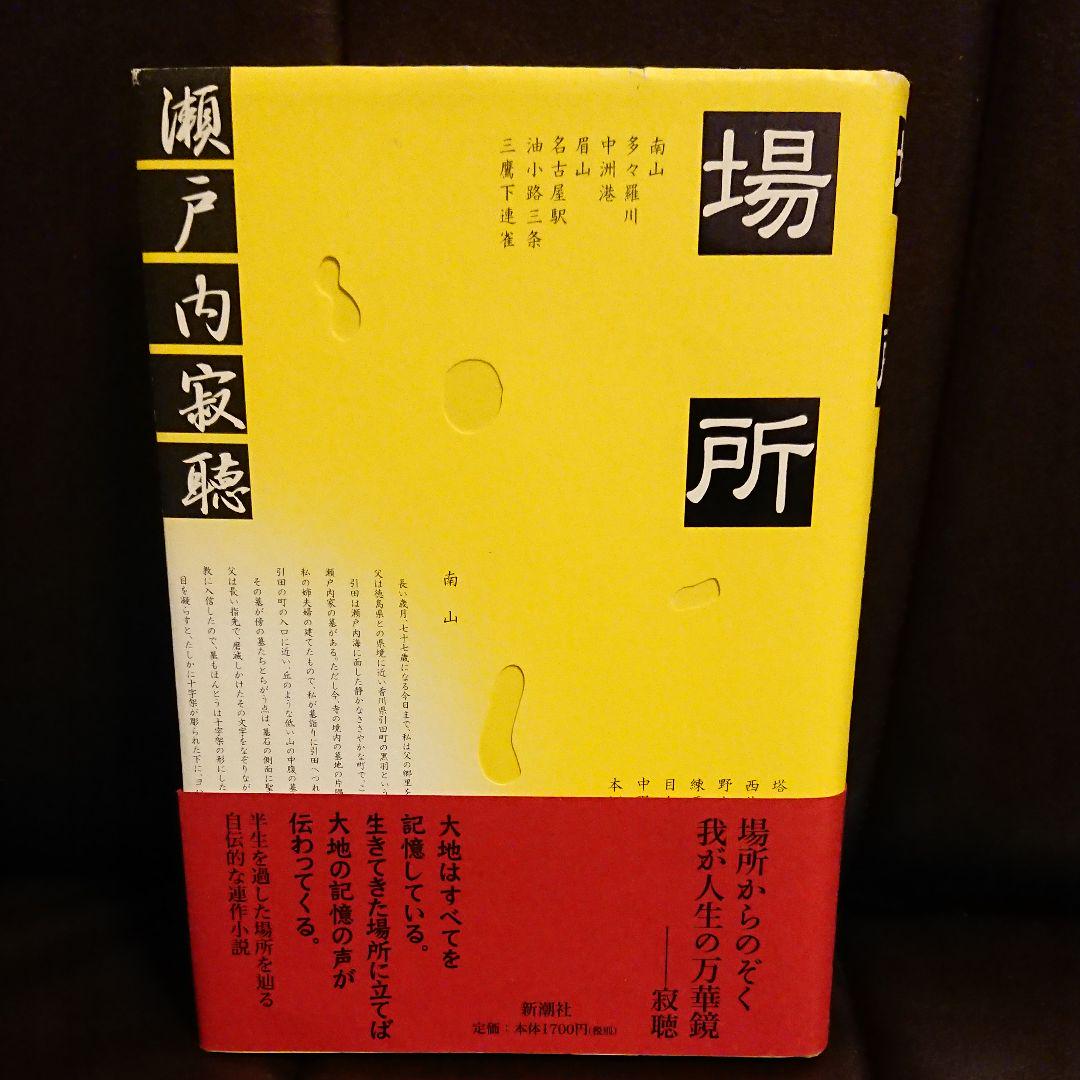 場所
瀬戸内寂聴
南山
多々羅川
中洲港
眉山
名古屋駅
油小路三条
三鷹下連雀
塔
西
野
練
目
中
本
南山
長い歳月、七十七歳になる今日まで、私は父の郷里を
父は徳島県との県境に近い香川県引田町の黒羽という
引田は瀬戸内海に面した静かなささやかな町で、こ
瀬戸内家の墓がある。ただし今、寺の境内の墓地の片隅
私の姉夫婦の建てたもので、私が墓詣りに引田へつれ
引田の町の入口に近い、丘のような低い山の中腹の墓
その墓が傍の墓たちとちがう点は、墓石の側面に聖
父は長い指先で、磨滅しかけたその文字をなぞりなが
教に入信したので、墓もほんとうは十字架の形にした
目を凝らすと、たしかに十字架が彫られた下に、ヨ
場所からのぞく
我が人生の万華鏡
――寂聴
大地はすべてを
記憶している。
生きてきた場所に立てば
大地の記憶の声が
伝わってくる。
半生を過した場所を辿る
自伝的な連作小説
新潮社
定価：本体1700円(税別)